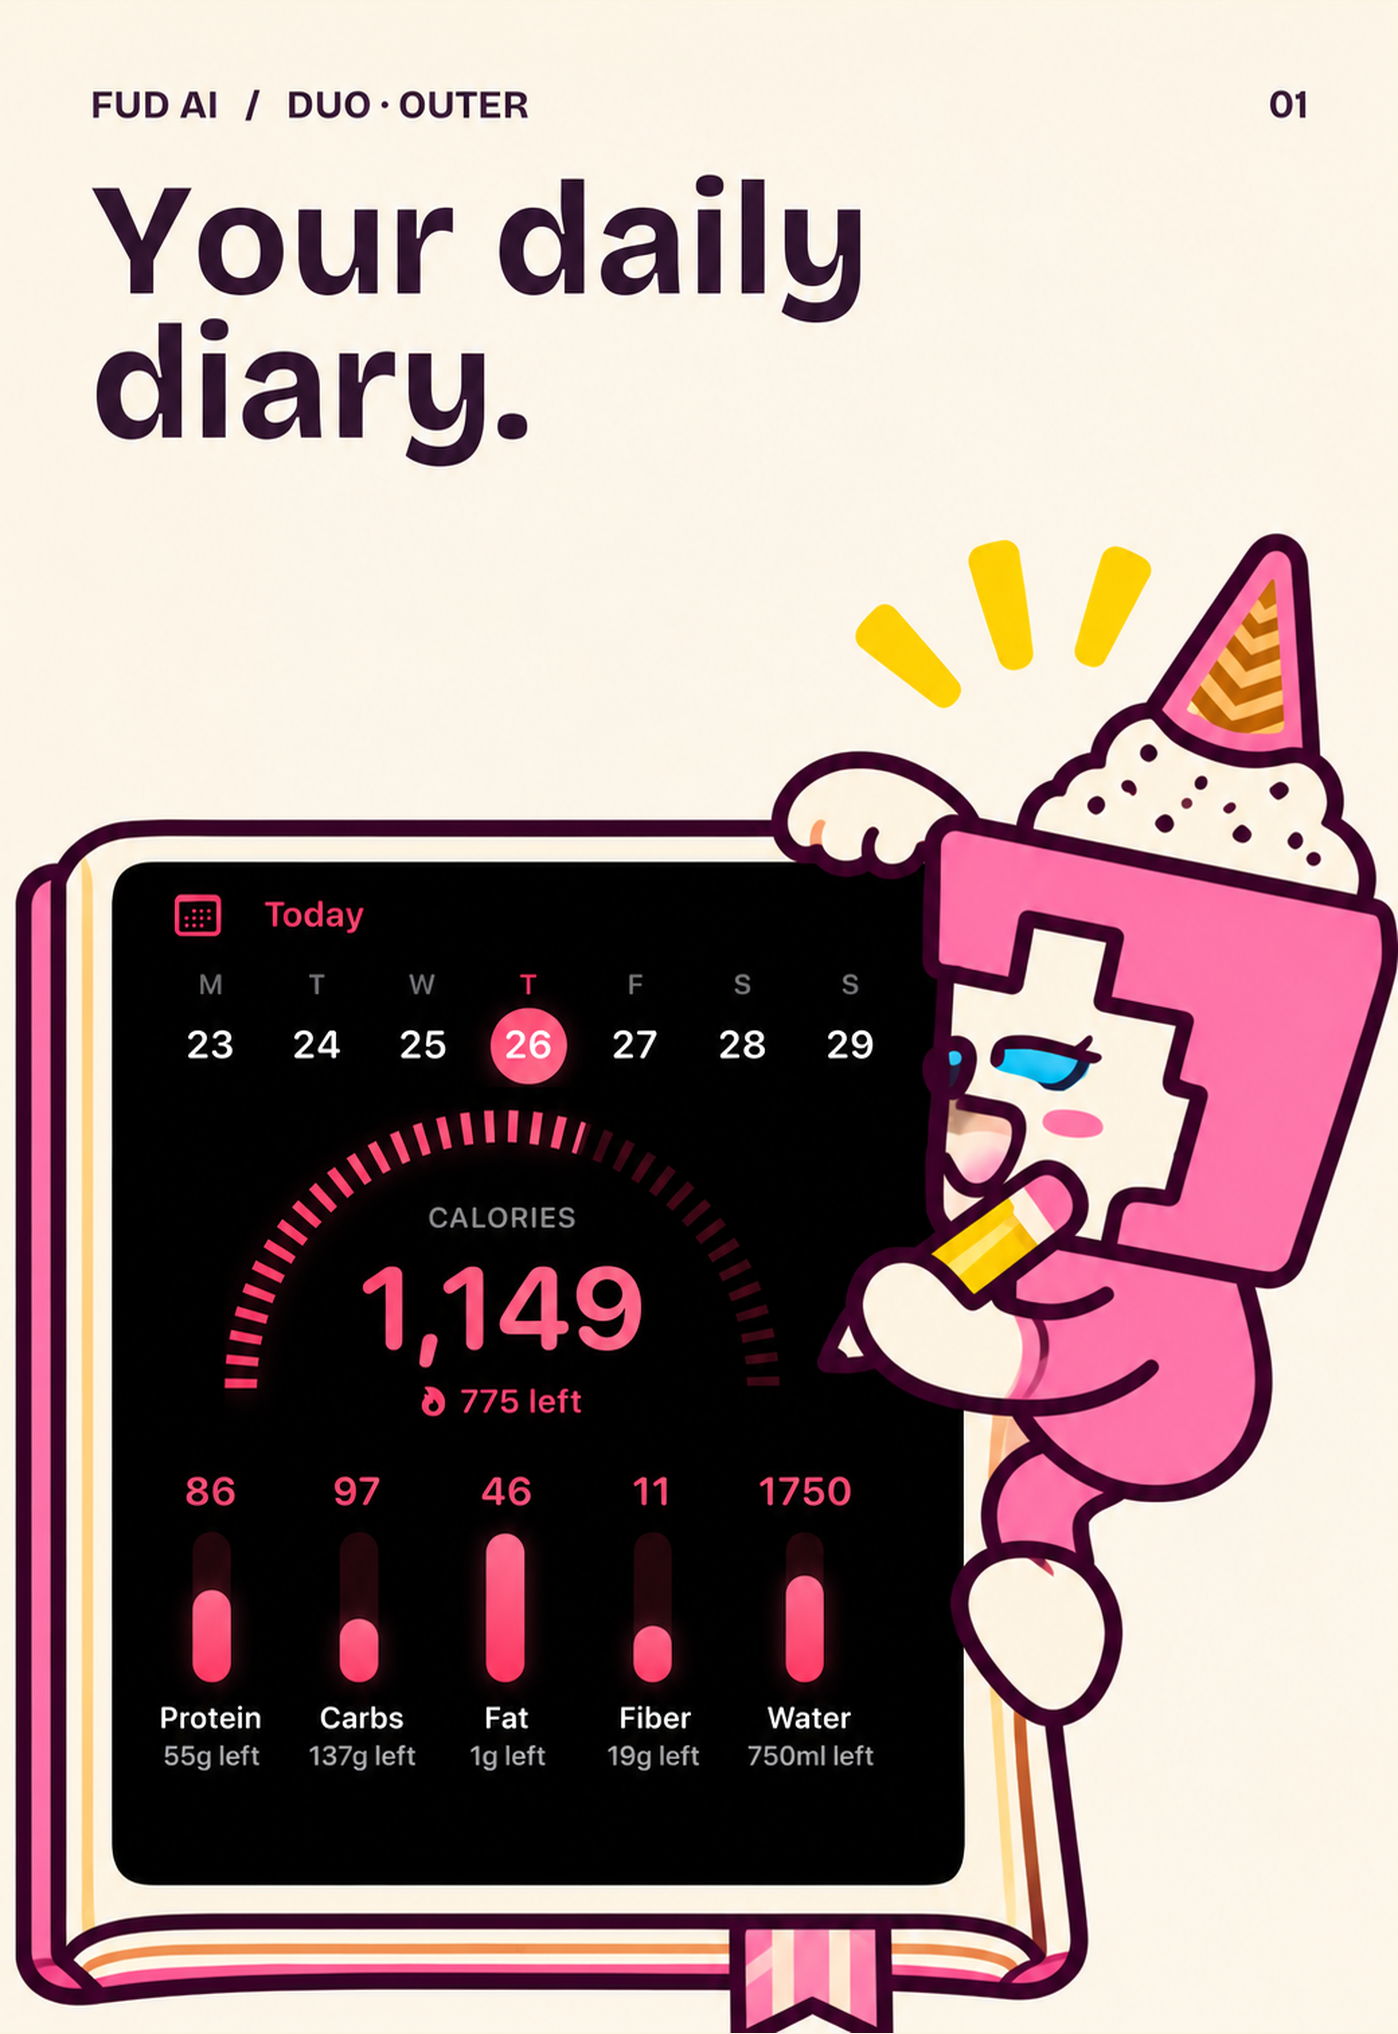 FUD AI / DUO · OUTER
01
Your daily
diary.
Today
M T W T F S S
23 24 25 26 27 28 29
CALORIES
1,149
775 left
86 97 46 11 1750
Protein Carbs Fat Fiber Water
55g left 137g left 1g left 19g left 750ml left